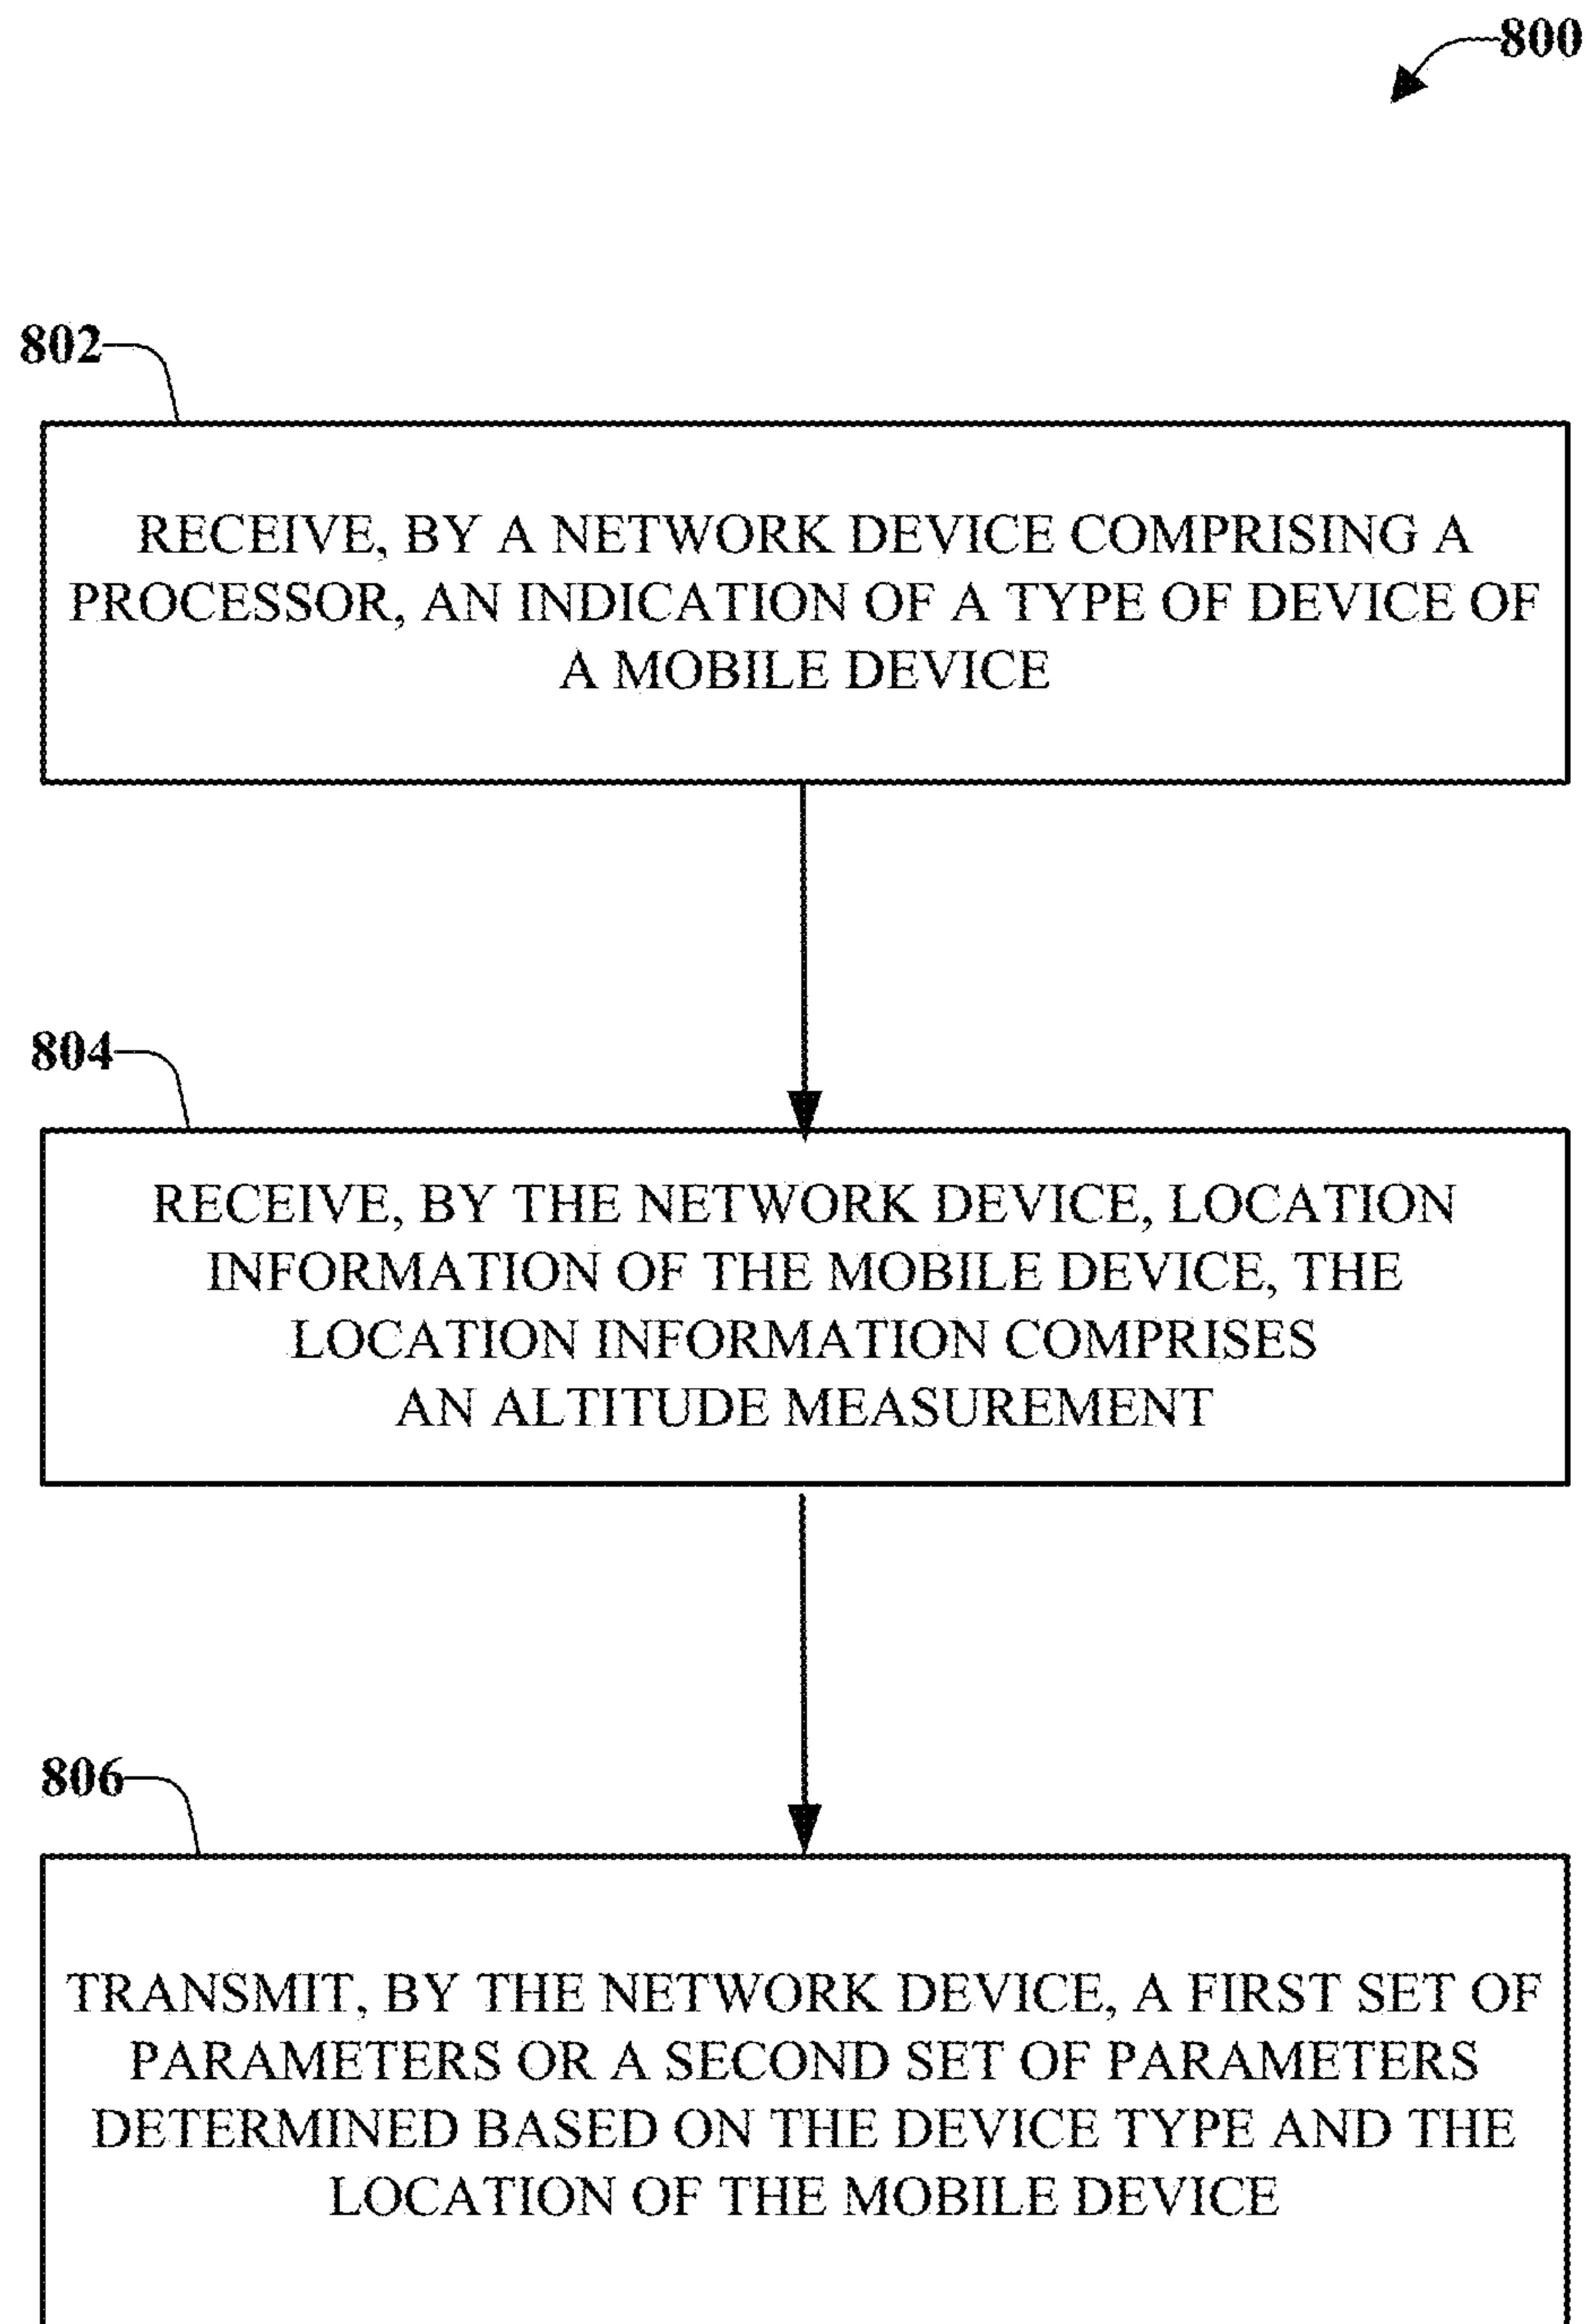 800
802
RECEIVE, BY A NETWORK DEVICE COMPRISING A
PROCESSOR, AN INDICATION OF A TYPE OF DEVICE OF
A MOBILE DEVICE
804
RECEIVE, BY THE NETWORK DEVICE, LOCATION
INFORMATION OF THE MOBILE DEVICE, THE
LOCATION INFORMATION COMPRISES
AN ALTITUDE MEASUREMENT
806
TRANSMIT, BY THE NETWORK DEVICE, A FIRST SET OF
PARAMETERS OR A SECOND SET OF PARAMETERS
DETERMINED BASED ON THE DEVICE TYPE AND THE
LOCATION OF THE MOBILE DEVICE